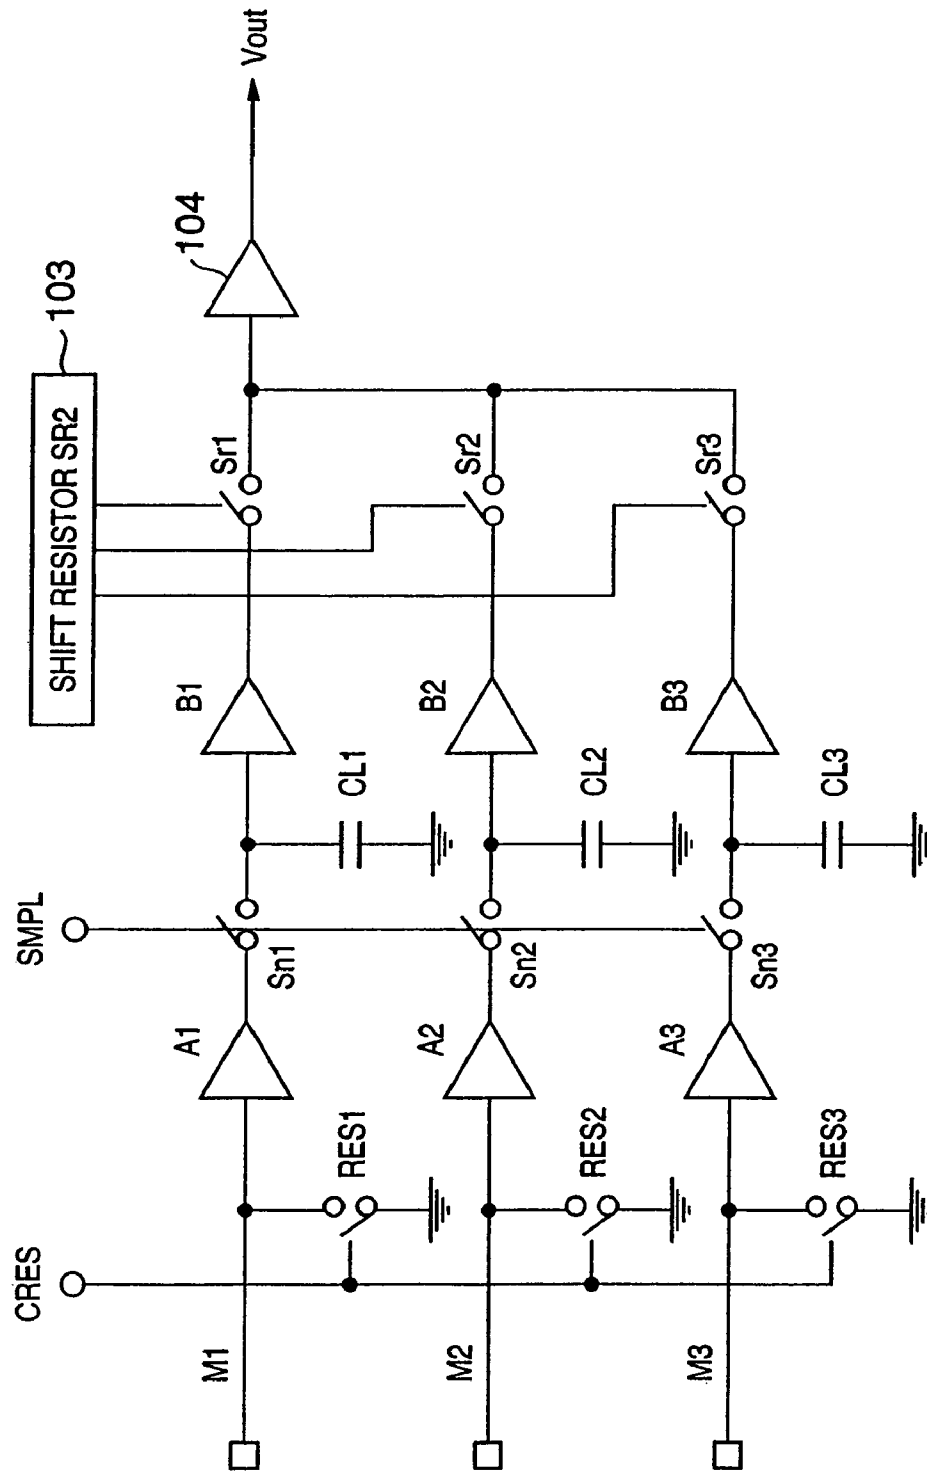 CRES
SMPL
SHIFT RESISTOR SR2
103
M1
RES1
A1
Sn1
CL1
B1
Sr1
104
Vout
M2
RES2
A2
Sn2
CL2
B2
Sr2
M3
RES3
A3
Sn3
CL3
B3
Sr3